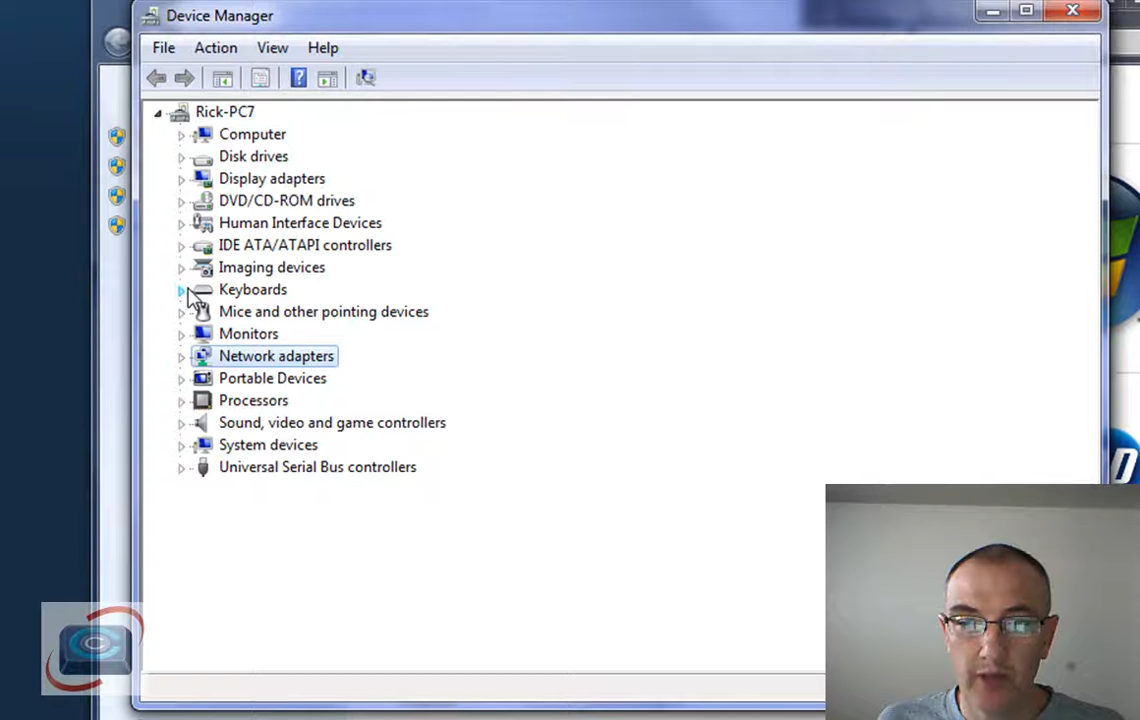 Device Manager
File Action View Help
Rick-PC7
Computer
Disk drives
Display adapters
DVD/CD-ROM drives
Human Interface Devices
IDE ATA/ATAPI controllers
Imaging devices
Keyboards
Mice and other pointing devices
Monitors
Network adapters
Portable Devices
Processors
Sound, video and game controllers
System devices
Universal Serial Bus controllers